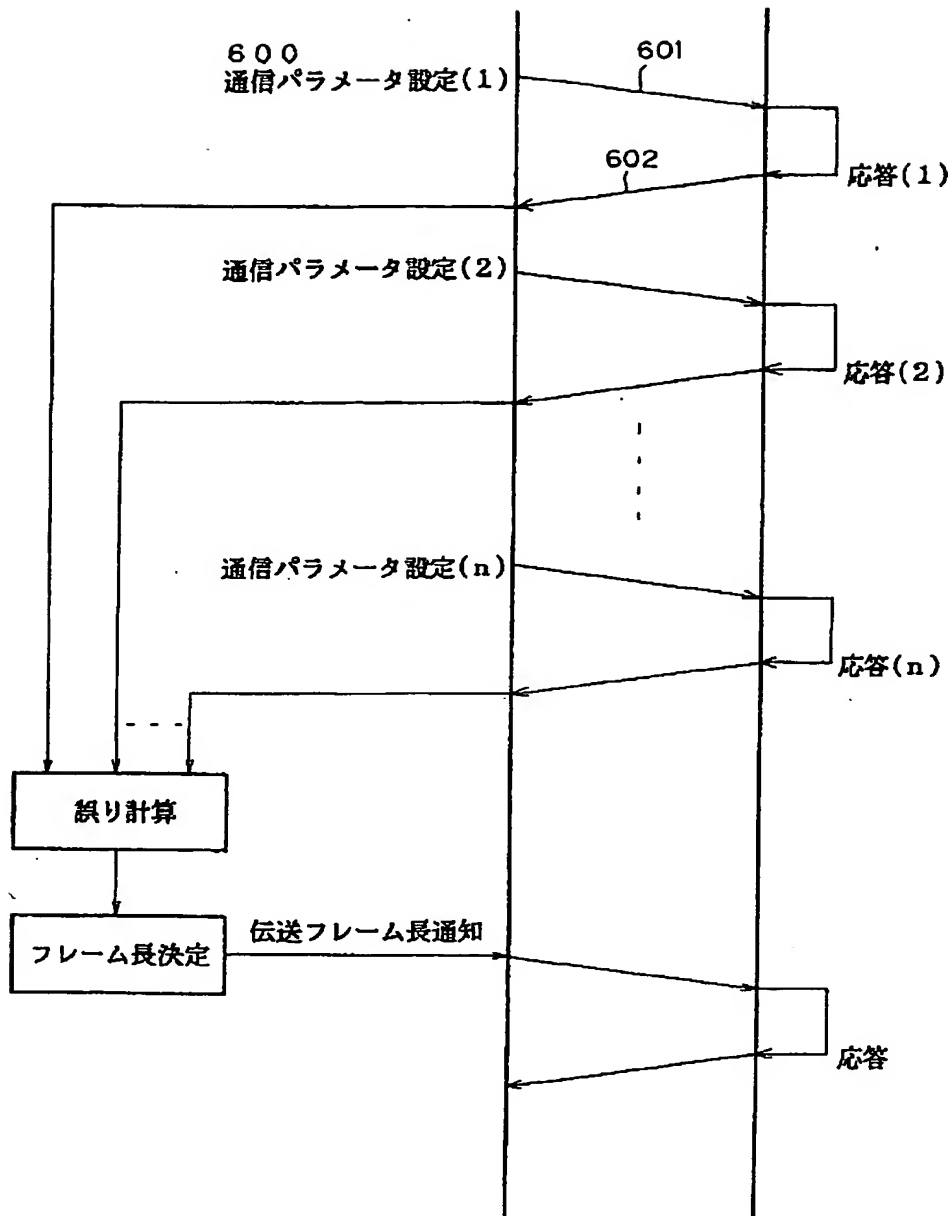 600
通信パラメータ設定(1)
601
602
応答(1)
通信パラメータ設定(2)
応答(2)
通信パラメータ設定(n)
応答(n)
誤り計算
フレーム長決定
伝送フレーム長通知
応答